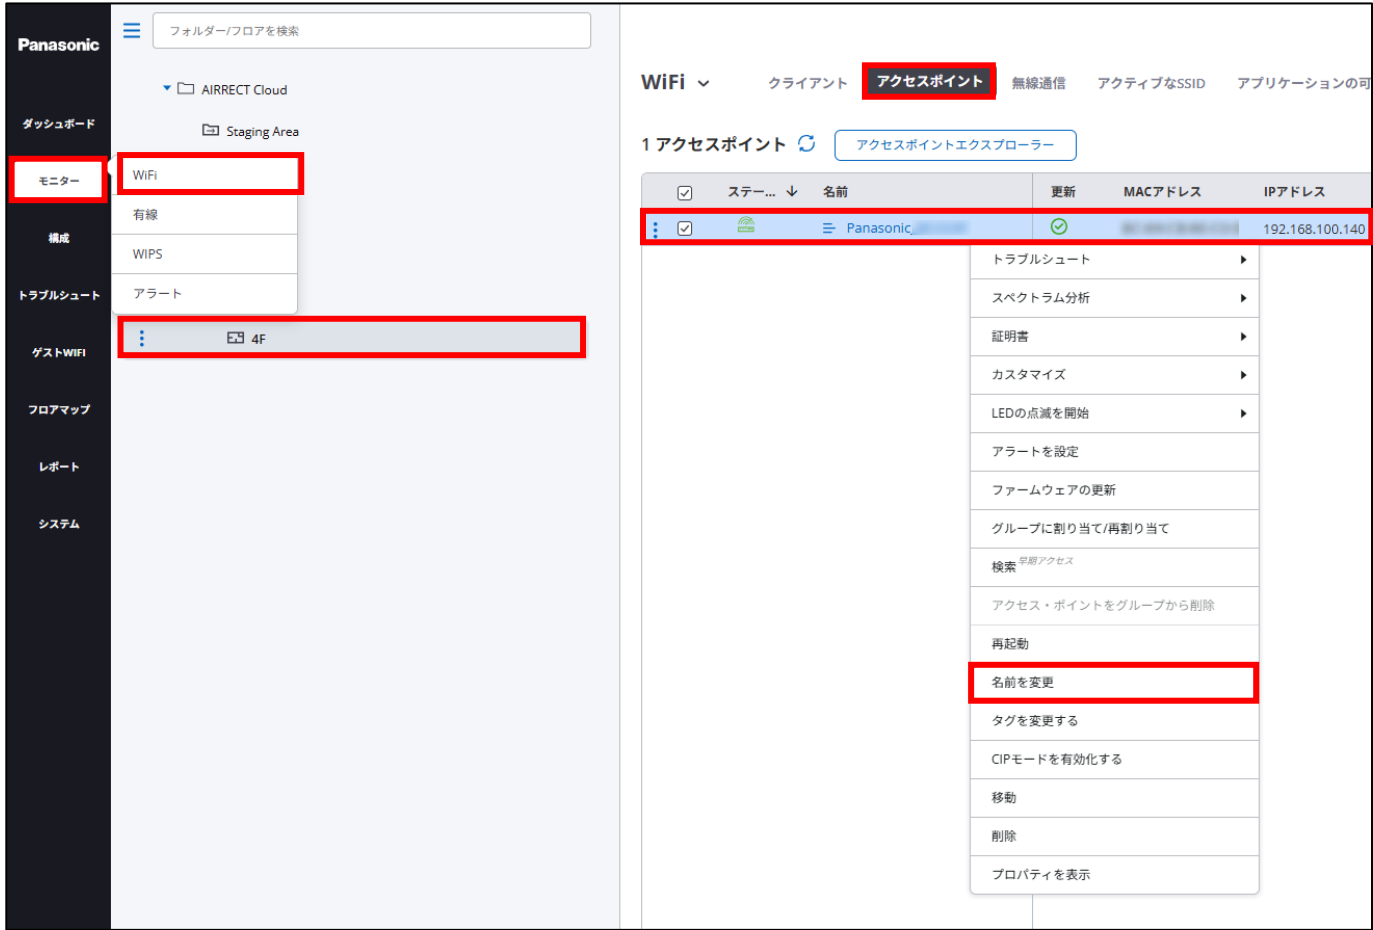 Panasonic
ダッシュボード
モニター
構成
トラブルシュート
ゲストWIFI
フロアマップ
レポート
システム
フォルダー/フロアを検索
AIRRECT Cloud
Staging Area
WiFi
有線
WIPS
アラート
4F
WiFi クライアント アクセスポイント 無線通信 アクティブなSSID アプリケーションの可
1 アクセスポイント アクセスポイントエクスプローラー
ステー... 名前 更新 MACアドレス IPアドレス
Panasonic_ 192.168.100.140
トラブルシュート
スペクトラム分析
証明書
カスタマイズ
LEDの点滅を開始
アラートを設定
ファームウェアの更新
グループに割り当て/再割り当て
検索 早期アクセス
アクセス・ポイントをグループから削除
再起動
名前を変更
タグを変更する
CIPモードを有効化する
移動
削除
プロパティを表示